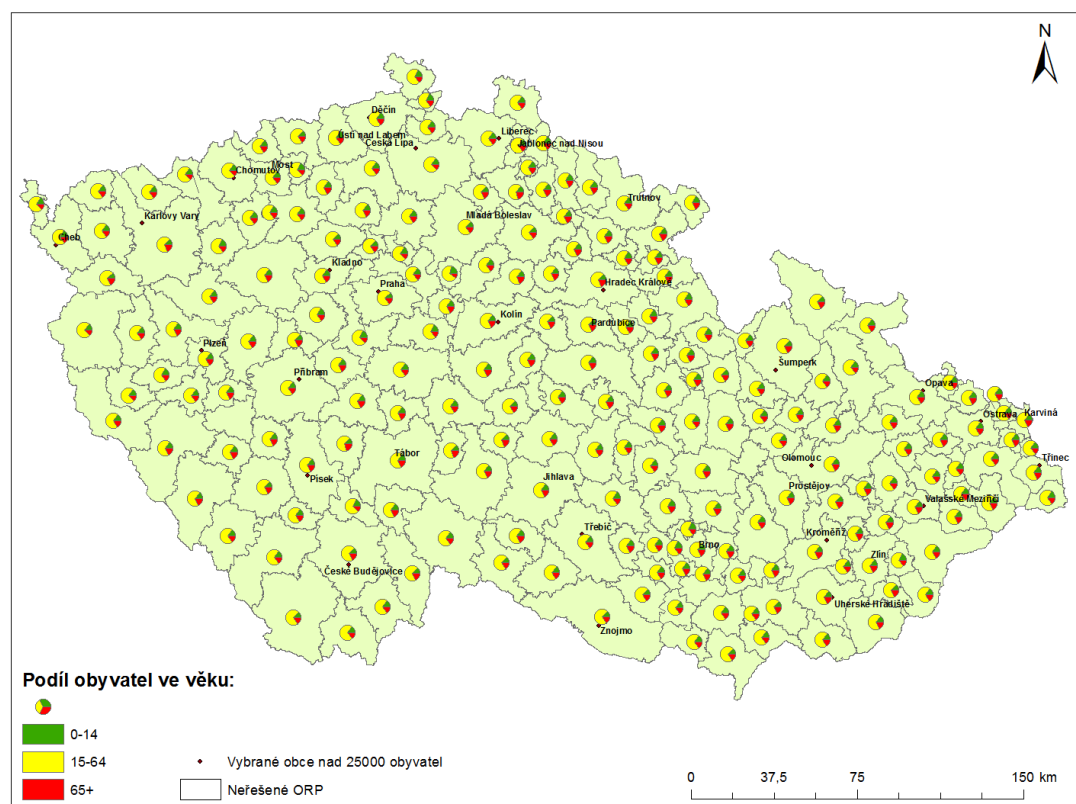 N
Děčín
Ústí nad Labem
Liberec
Česká Lípa
Jablonec nad Nisou
Most
Chomutov
Trutnov
Karlovy Vary
Mladá Boleslav
Cheb
Kladno
Praha
Hradec Králové
Kolín
Pardubice
Plzeň
Šumperk
Příbram
Opava
Ostrava
Karviná
Tábor
Olomouc
Třinec
Písek
Jihlava
Prostějov
Valašské Meziříčí
Třebíč
Kroměříž
Brno
Zlín
České Budějovice
Uherské Hradiště
Znojmo
Podíl obyvatel ve věku:
0-14
15-64
Vybrané obce nad 25000 obyvatel
65+
Neřešené ORP
0 37,5 75 150 km